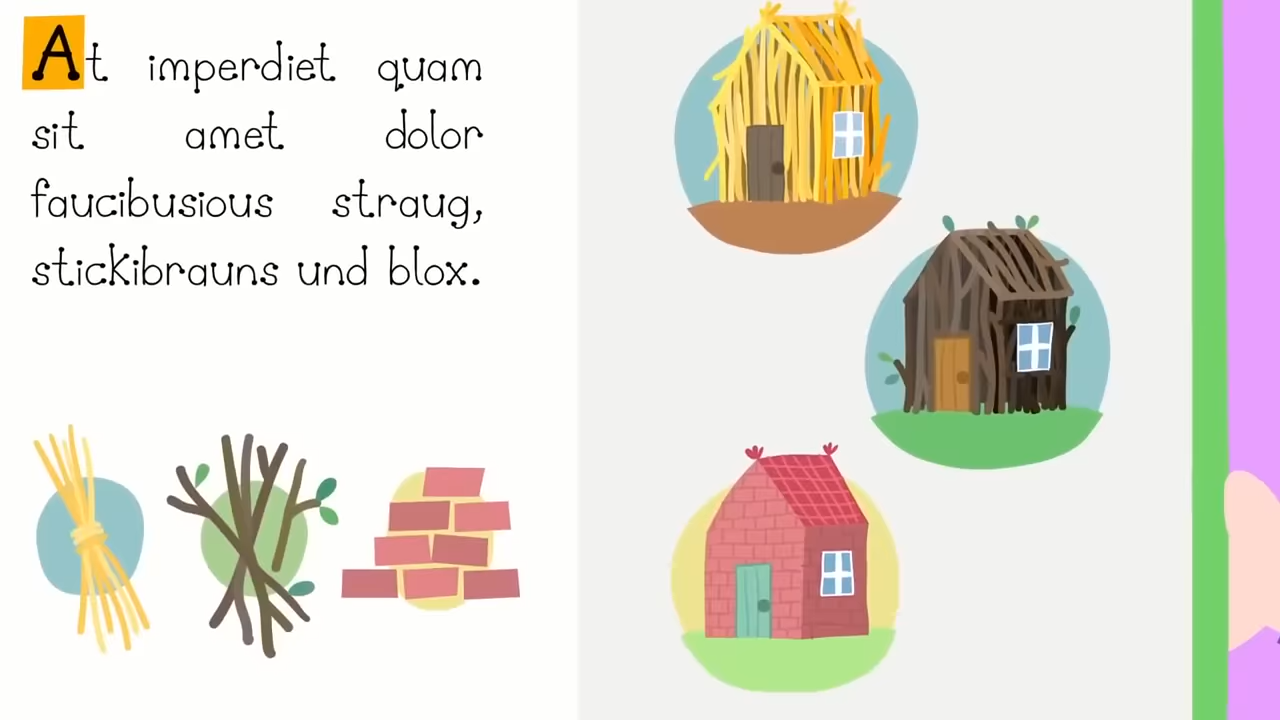 At imperdiet quam
sit amet dolor
faucibusious straug,
stickibrauns und blox.